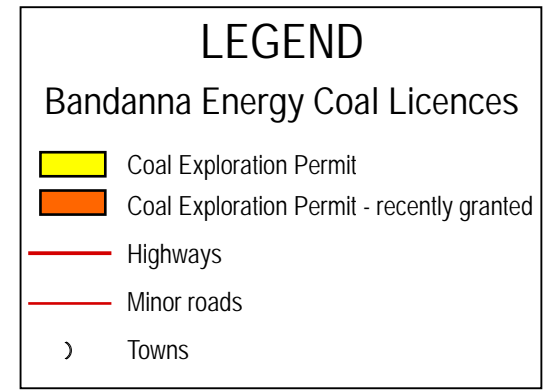 LEGEND
Bandanna Energy Coal Licences
Coal Exploration Permit
Coal Exploration Permit - recently granted
Highways
Minor roads
Towns